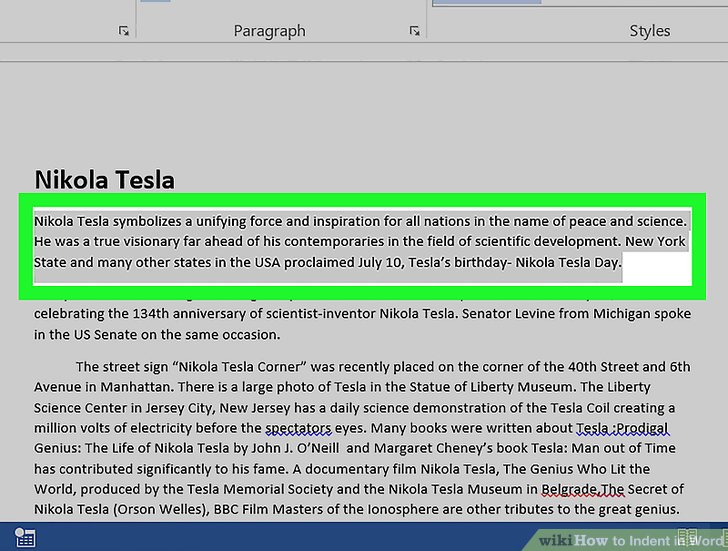 Paragraph
Styles
Nikola Tesla
Nikola Tesla symbolizes a unifying force and inspiration for all nations in the name of peace and science.
He was a true visionary far ahead of his contemporaries in the field of scientific development. New York
State and many other states in the USA proclaimed July 10, Tesla’s birthday- Nikola Tesla Day.
celebrating the 134th anniversary of scientist-inventor Nikola Tesla. Senator Levine from Michigan spoke
in the US Senate on the same occasion.
The street sign “Nikola Tesla Corner” was recently placed on the corner of the 40th Street and 6th
Avenue in Manhattan. There is a large photo of Tesla in the Statue of Liberty Museum. The Liberty
Science Center in Jersey City, New Jersey has a daily science demonstration of the Tesla Coil creating a
million volts of electricity before the spectators eyes. Many books were written about Tesla :Prodigal
Genius: The Life of Nikola Tesla by John J. O’Neill  and Margaret Cheney’s book Tesla: Man out of Time
has contributed significantly to his fame. A documentary film Nikola Tesla, The Genius Who Lit the
World, produced by the Tesla Memorial Society and the Nikola Tesla Museum in Belgrade,The Secret of
Nikola Tesla (Orson Welles), BBC Film Masters of the Ionosphere are other tributes to the great genius.
wikiHow to Indent in Word